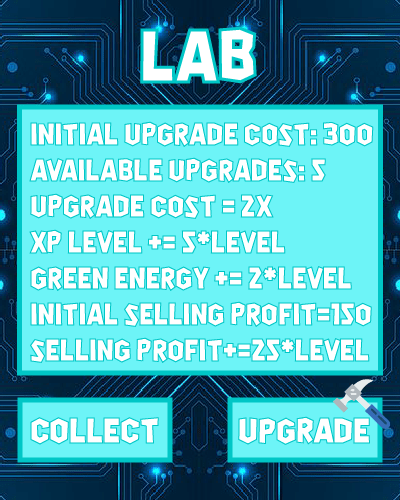 LAB
INITIAL UPGRADE COST: 300
AVAILABLE UPGRADES: 5
UPGRADE COST = 2X
XP LEVEL += 5*LEVEL
GREEN ENERGY += 2*LEVEL
INITIAL SELLING PROFIT=150
SELLING PROFIT+=25*LEVEL
COLLECT
UPGRADE